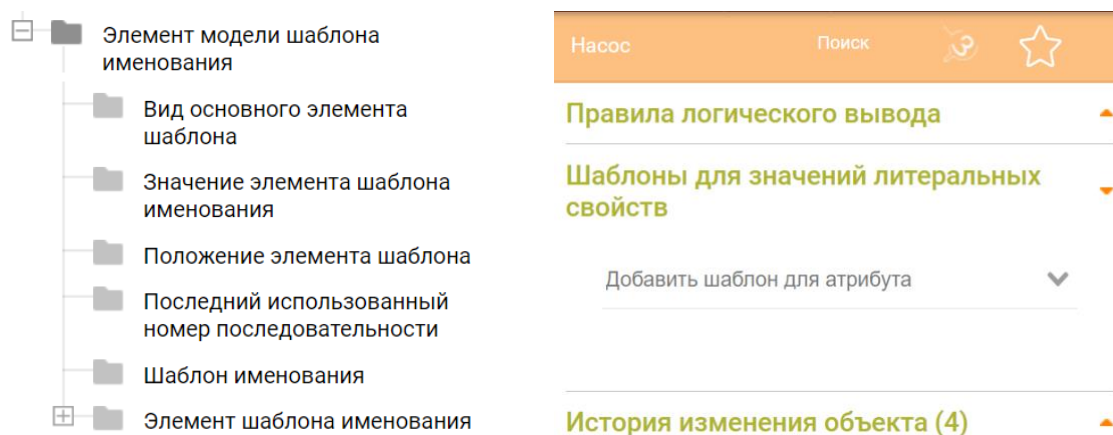 Элемент модели шаблона
именования
Вид основного элемента
шаблона
Значение элемента шаблона
именования
Положение элемента шаблона
Последний использованный
номер последовательности
Шаблон именования
Элемент шаблона именования
Насос
Поиск
Правила логического вывода
Шаблоны для значений литеральных
свойств
Добавить шаблон для атрибута
История изменения объекта (4)